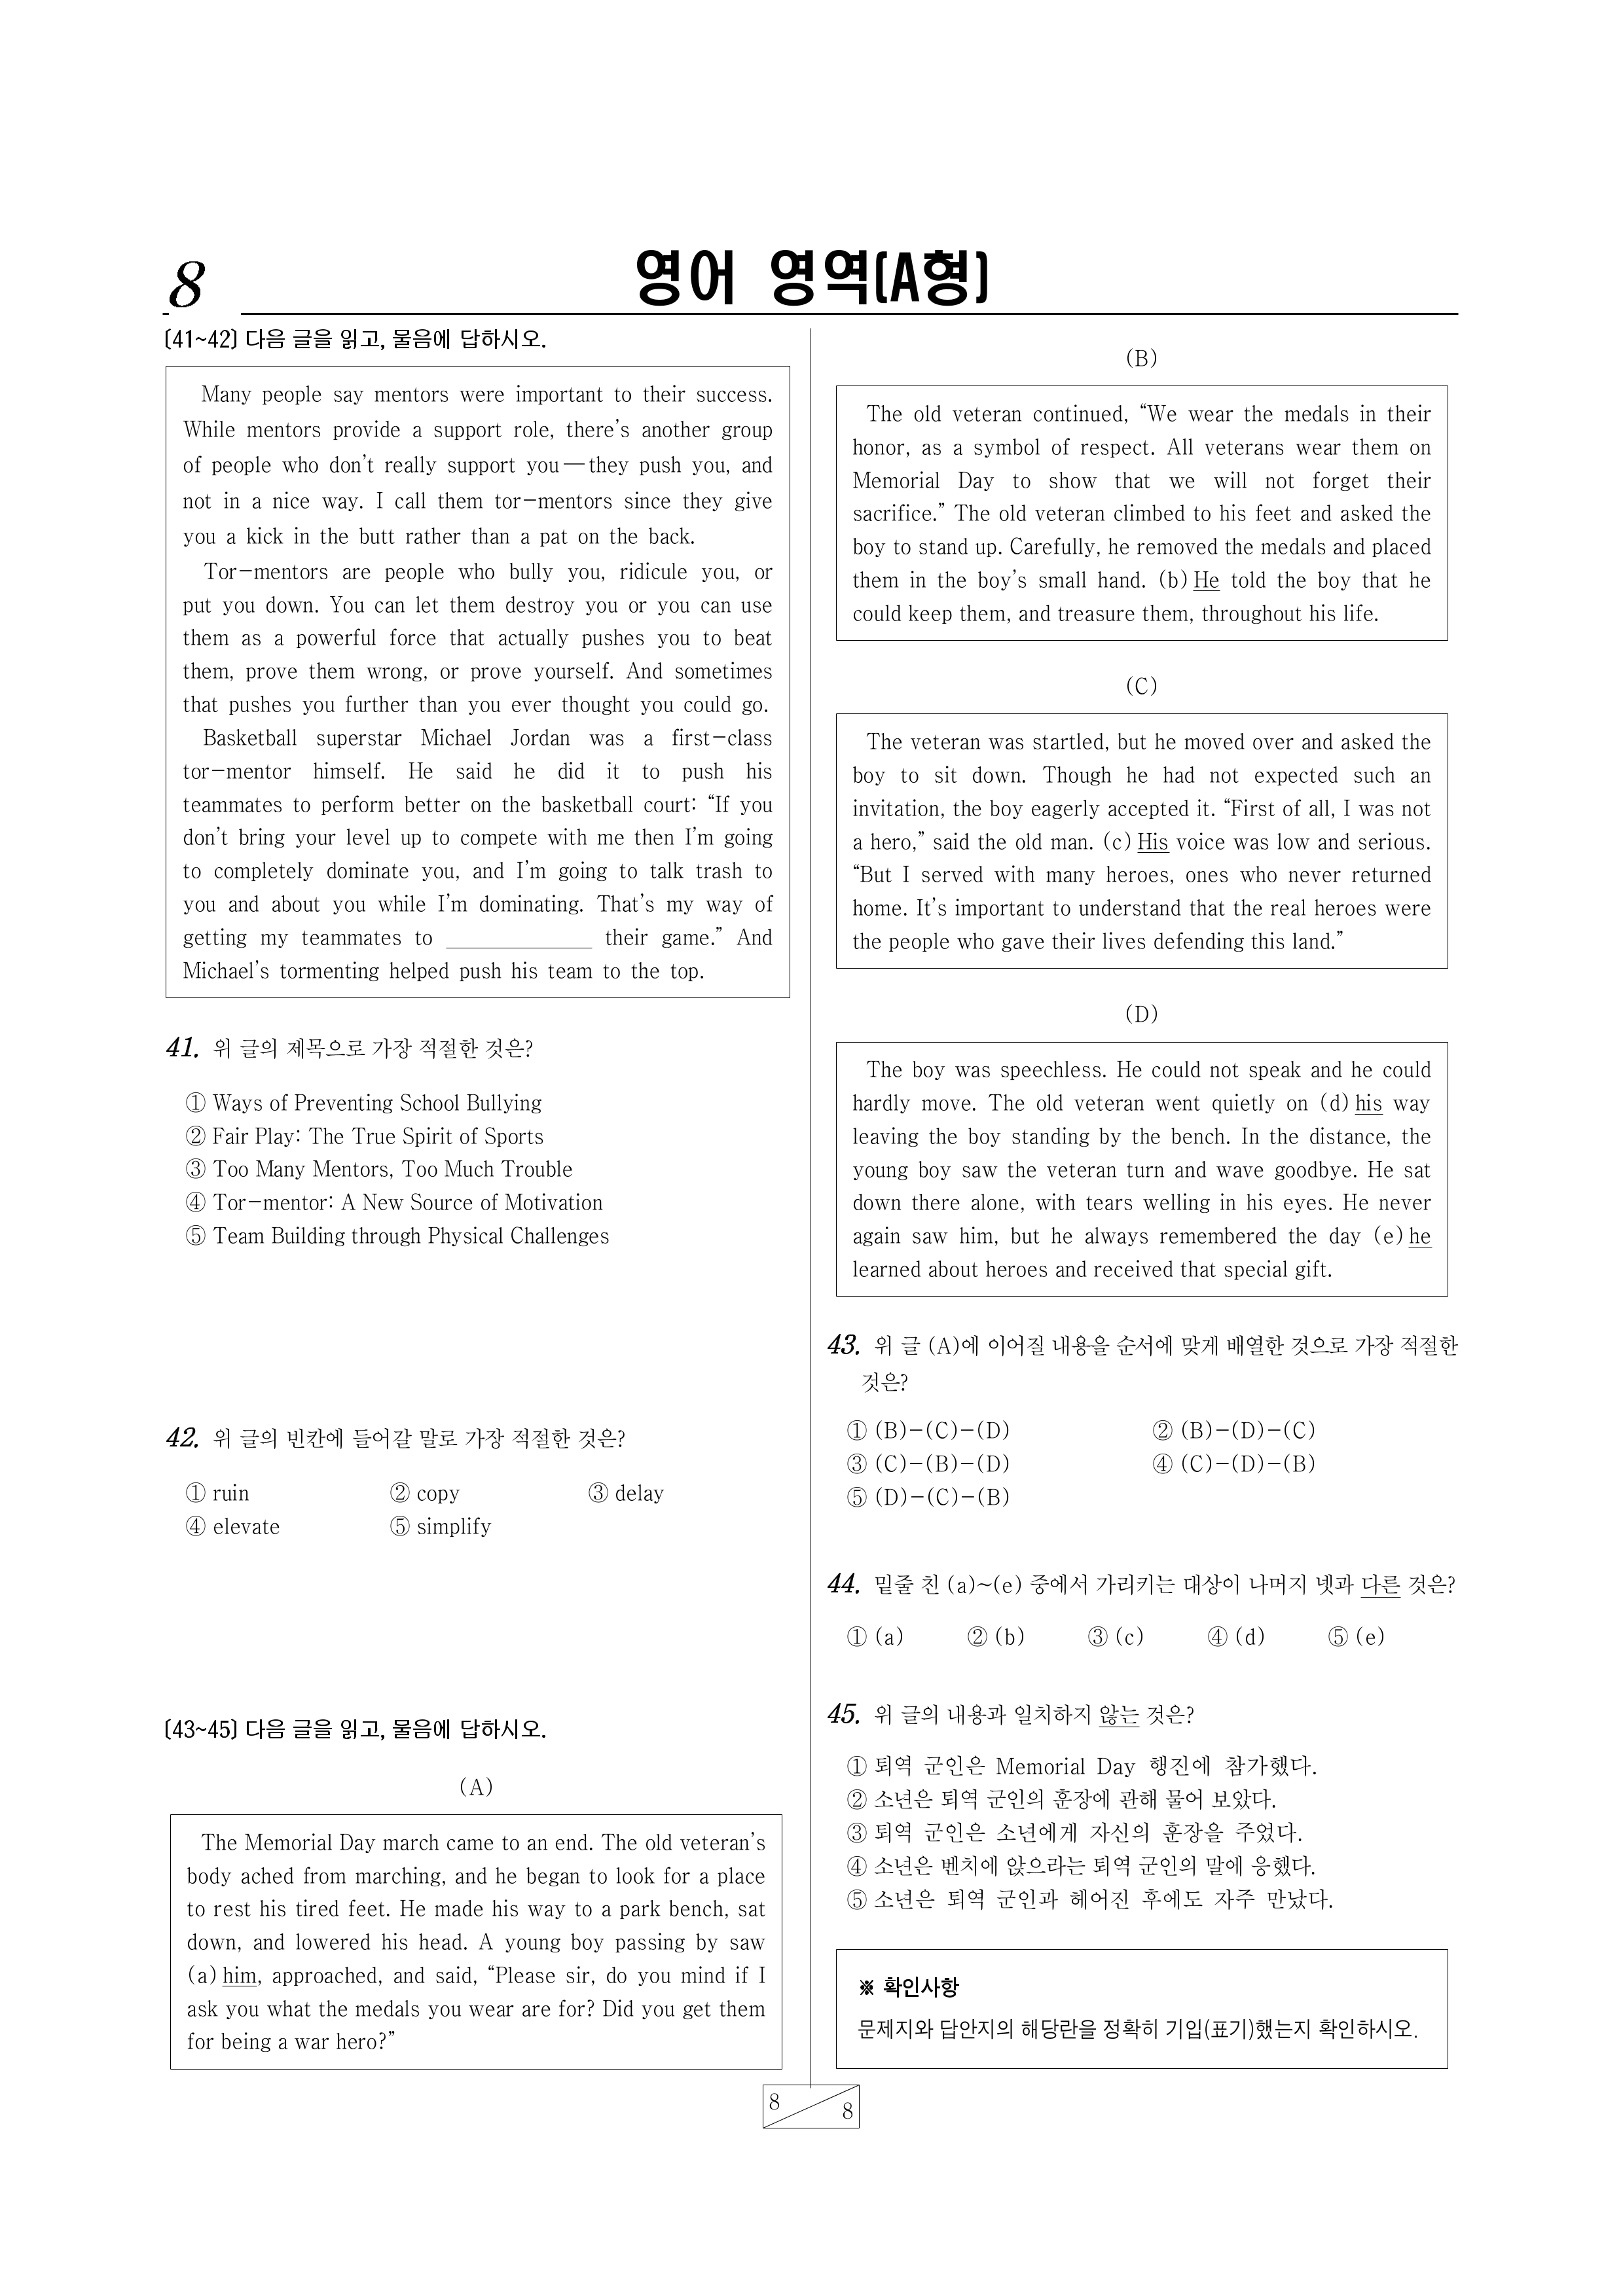 8
영어 영역(A형)
[41~42] 다음 글을 읽고, 물음에 답하시오.
Many people say mentors were important to their success.
While mentors provide a support role, there's another group
of people who don't really support you―they push you, and
not in a nice way. I call them tor-mentors since they give
you a kick in the butt rather than a pat on the back.
Tor-mentors are people who bully you, ridicule you, or
put you down. You can let them destroy you or you can use
them as a powerful force that actually pushes you to beat
them, prove them wrong, or prove yourself. And sometimes
that pushes you further than you ever thought you could go.
Basketball superstar Michael Jordan was a first-class
tor-mentor himself. He said he did it to push his
teammates to perform better on the basketball court: “If you
don't bring your level up to compete with me then I'm going
to completely dominate you, and I'm going to talk trash to
you and about you while I'm dominating. That's my way of
getting my teammates to ____________ their game.” And
Michael's tormenting helped push his team to the top.
41. 위 글의 제목으로 가장 적절한 것은?
① Ways of Preventing School Bullying
② Fair Play: The True Spirit of Sports
③ Too Many Mentors, Too Much Trouble
④ Tor-mentor: A New Source of Motivation
⑤ Team Building through Physical Challenges
42. 위 글의 빈칸에 들어갈 말로 가장 적절한 것은?
① ruin ② copy ③ delay
④ elevate ⑤ simplify
[43~45] 다음 글을 읽고, 물음에 답하시오.
(A)
The Memorial Day march came to an end. The old veteran's
body ached from marching, and he began to look for a place
to rest his tired feet. He made his way to a park bench, sat
down, and lowered his head. A young boy passing by saw
(a) him, approached, and said, “Please sir, do you mind if I
ask you what the medals you wear are for? Did you get them
for being a war hero?”
(B)
The old veteran continued, “We wear the medals in their
honor, as a symbol of respect. All veterans wear them on
Memorial Day to show that we will not forget their
sacrifice.” The old veteran climbed to his feet and asked the
boy to stand up. Carefully, he removed the medals and placed
them in the boy's small hand. (b) He told the boy that he
could keep them, and treasure them, throughout his life.
(C)
The veteran was startled, but he moved over and asked the
boy to sit down. Though he had not expected such an
invitation, the boy eagerly accepted it. “First of all, I was not
a hero,” said the old man. (c) His voice was low and serious.
“But I served with many heroes, ones who never returned
home. It's important to understand that the real heroes were
the people who gave their lives defending this land.”
(D)
The boy was speechless. He could not speak and he could
hardly move. The old veteran went quietly on (d) his way
leaving the boy standing by the bench. In the distance, the
young boy saw the veteran turn and wave goodbye. He sat
down there alone, with tears welling in his eyes. He never
again saw him, but he always remembered the day (e) he
learned about heroes and received that special gift.
43. 위 글 (A)에 이어질 내용을 순서에 맞게 배열한 것으로 가장 적절한
것은?
① (B)-(C)-(D) ② (B)-(D)-(C)
③ (C)-(B)-(D) ④ (C)-(D)-(B)
⑤ (D)-(C)-(B)
44. 밑줄 친 (a)~(e) 중에서 가리키는 대상이 나머지 넷과 다른 것은?
① (a) ② (b) ③ (c) ④ (d) ⑤ (e)
45. 위 글의 내용과 일치하지 않는 것은?
① 퇴역 군인은 Memorial Day 행진에 참가했다.
② 소년은 퇴역 군인의 훈장에 관해 물어 보았다.
③ 퇴역 군인은 소년에게 자신의 훈장을 주었다.
④ 소년은 벤치에 앉으라는 퇴역 군인의 말에 응했다.
⑤ 소년은 퇴역 군인과 헤어진 후에도 자주 만났다.
※ 확인사항
문제지와 답안지의 해당란을 정확히 기입(표기)했는지 확인하시오.
8
8